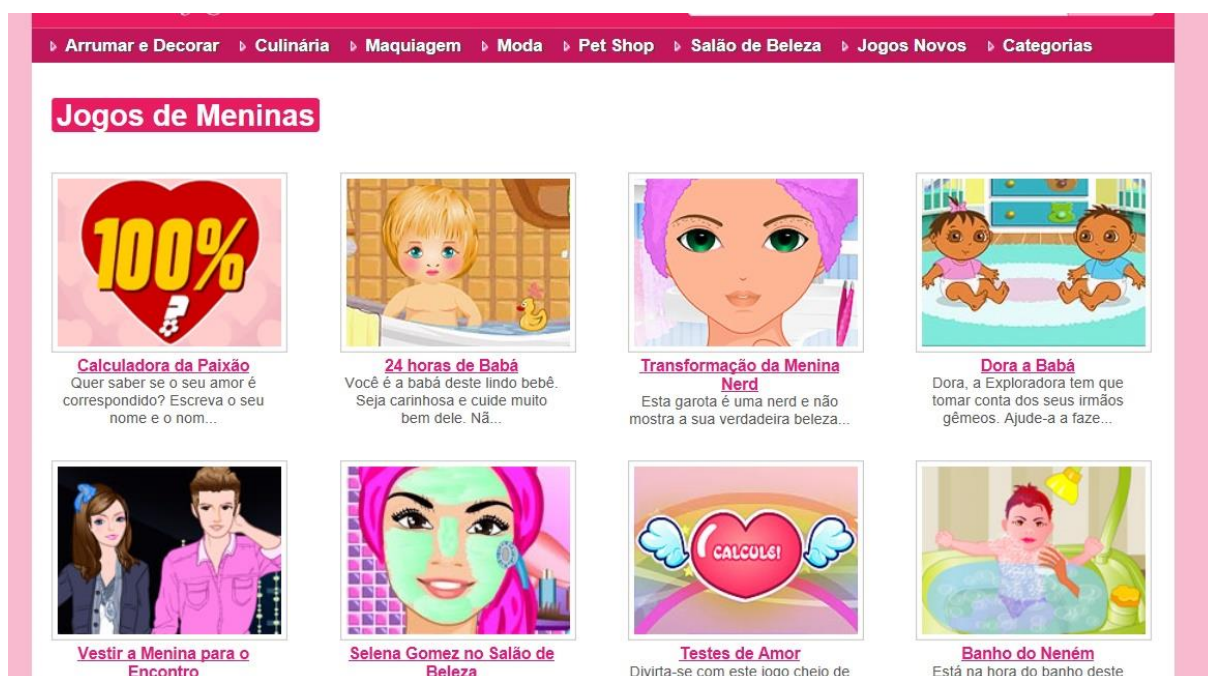 Arrumar e Decorar Culinária Maquiagem Moda Pet Shop Salão de Beleza Jogos Novos Categorias
Jogos de Meninas
100%
?
Calculadora da Paixão
Quer saber se o seu amor é
correspondido? Escreva o seu
nome e o nom...
24 horas de Babá
Você é a babá deste lindo bebê.
Seja carinhosa e cuide muito
bem dele. Nã...
Transformação da Menina
Nerd
Esta garota é uma nerd e não
mostra a sua verdadeira beleza...
Dora a Babá
Dora, a Exploradora tem que
tomar conta dos seus irmãos
gêmeos. Ajude-a a faze...
Vestir a Menina para o
Encontro
Selena Gomez no Salão de
Beleza
CALCULE!
Testes de Amor
Divirta-se com este jogo cheio de
Banho do Neném
Está na hora do banho deste